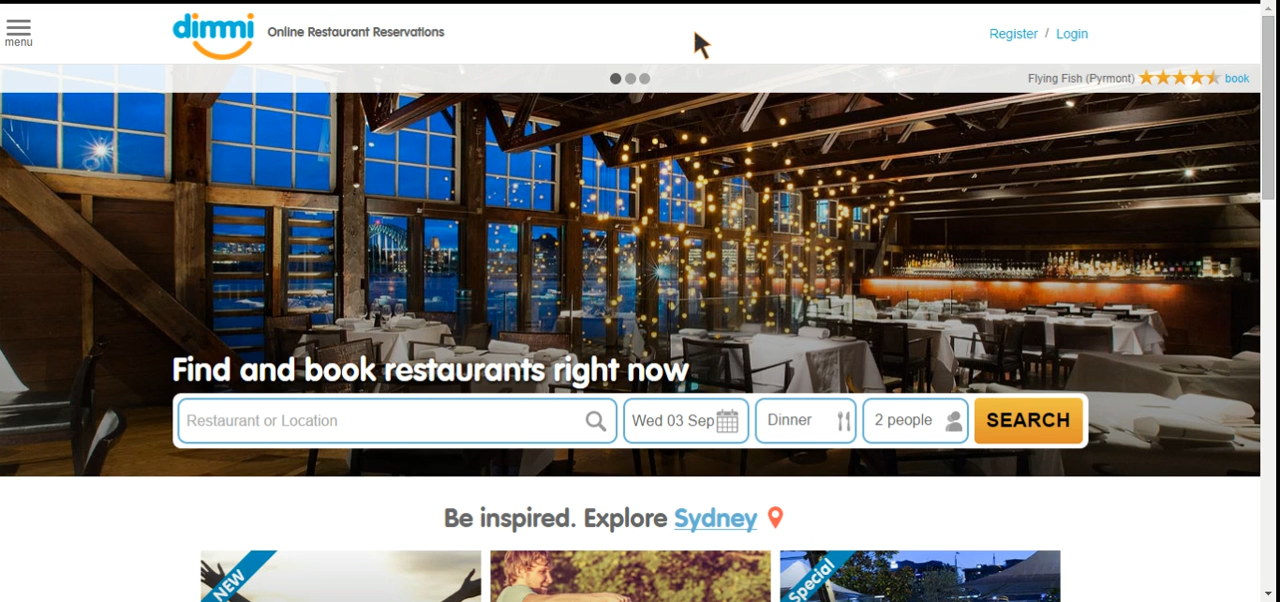 menu
dimmi
Online Restaurant Reservations
Register / Login
Flying Fish (Pyrmont)
book
Find and book restaurants right now
Restaurant or Location
Wed 03 Sep
Dinner
2 people
SEARCH
Be inspired. Explore Sydney
NEW
Special